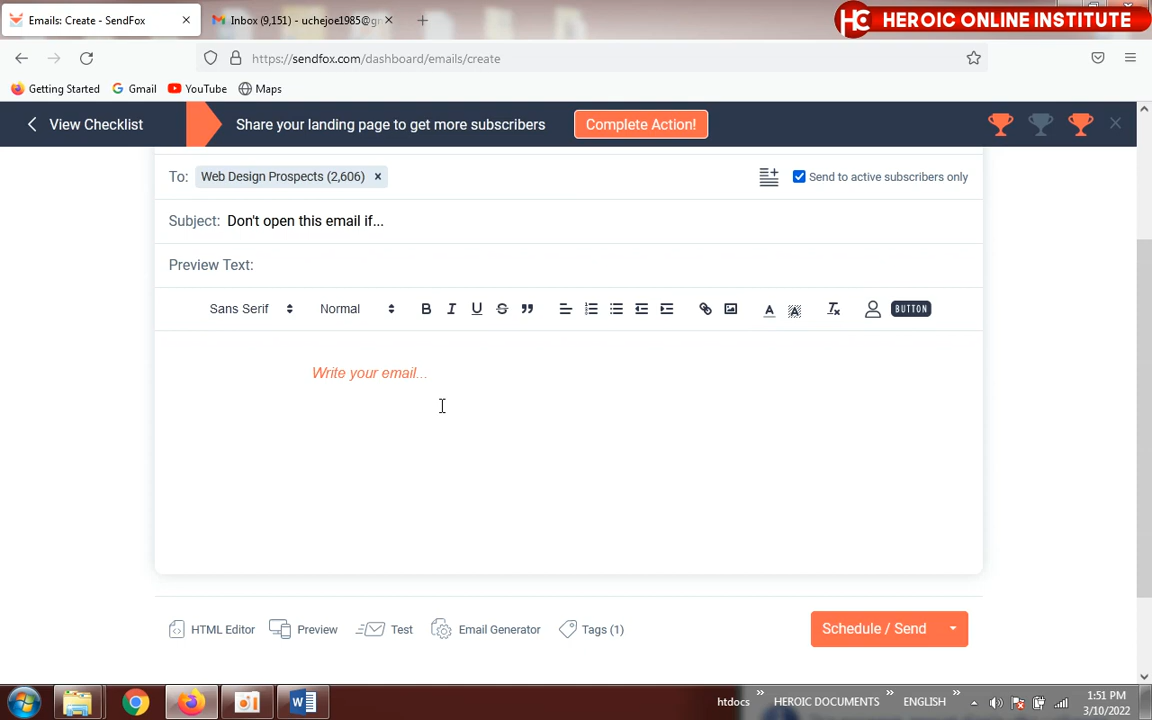 Emails: Create - SendFox
Inbox (9,151) - uchejoe1985@gn
HC HEROIC ONLINE INSTITUTE
https://sendfox.com/dashboard/emails/create
Getting Started Gmail YouTube Maps
View Checklist Share your landing page to get more subscribers Complete Action!
To: Web Design Prospects (2,606) × Send to active subscribers only
Subject: Don't open this email if...
Preview Text:
Sans Serif Normal B I U S A A BUTTON
Write your email...
HTML Editor Preview Test Email Generator Tags (1) Schedule / Send
htdocs HEROIC DOCUMENTS ENGLISH
1:51 PM
3/10/2022